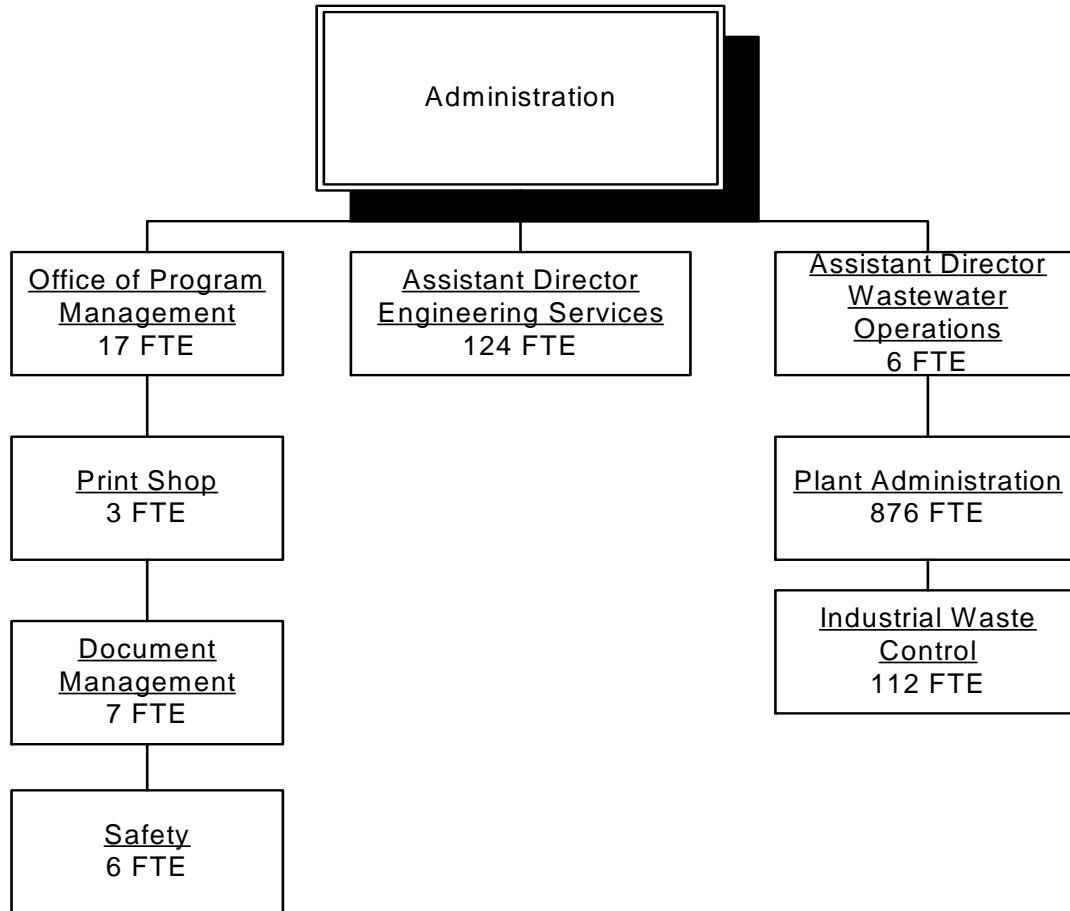 Administration
Office of Program
Management
17 FTE
Assistant Director
Engineering Services
124 FTE
Assistant Director
Wastewater
Operations
6 FTE
Print Shop
3 FTE
Plant Administration
876 FTE
Document
Management
7 FTE
Industrial Waste
Control
112 FTE
Safety
6 FTE